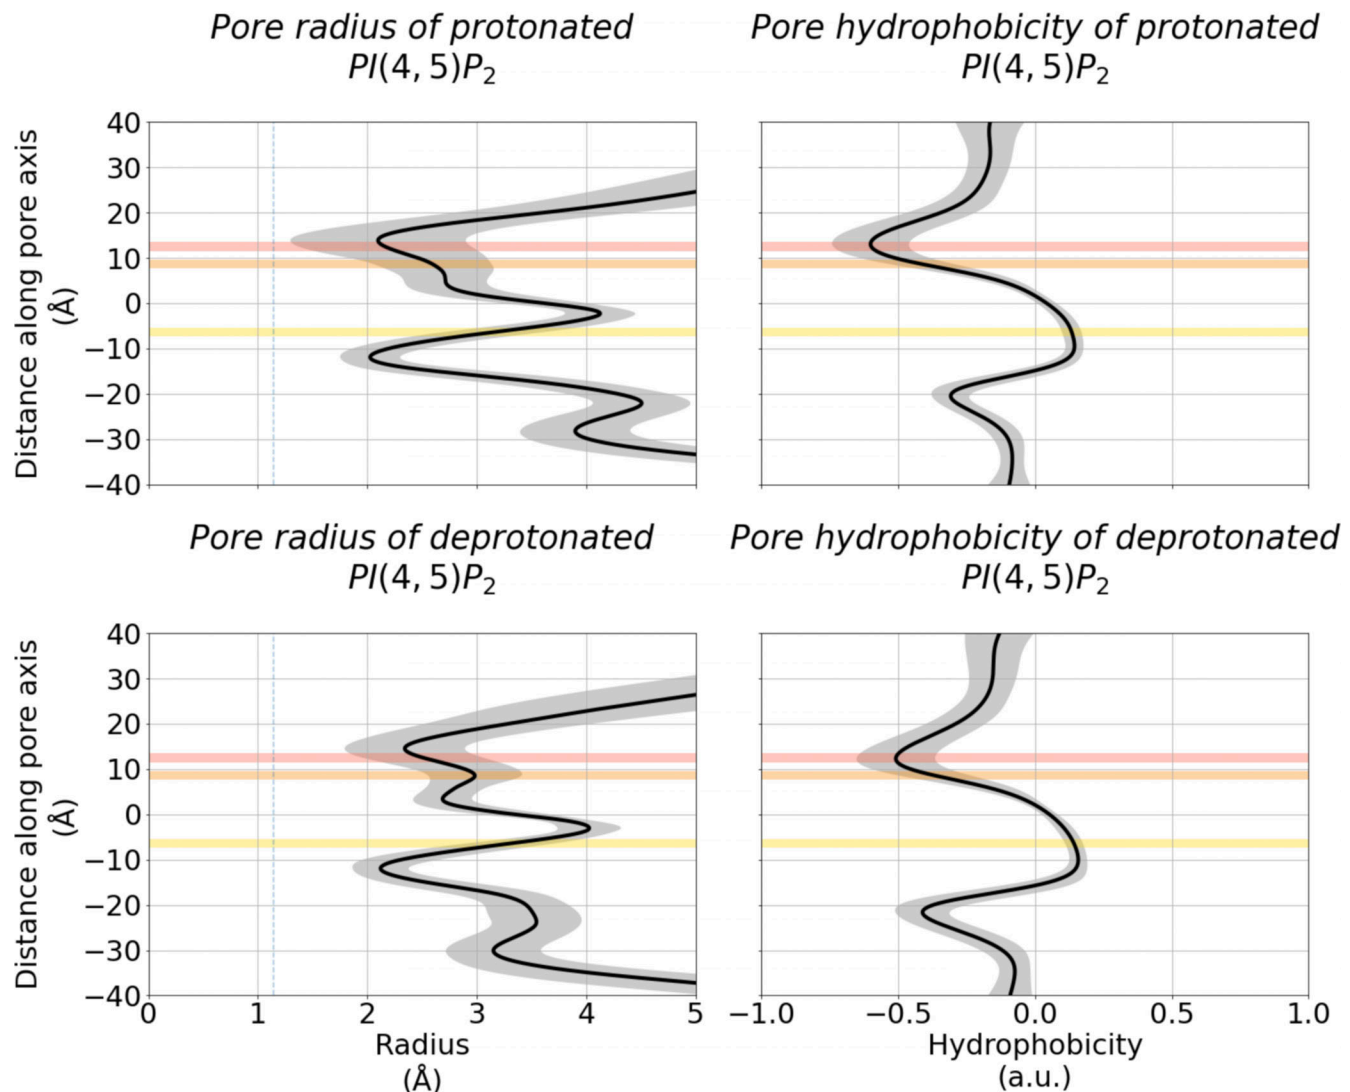 Pore radius of protonated
PI(4, 5)P₂
Pore hydrophobicity of protonated
PI(4, 5)P₂
Distance along pore axis
(Å)
40
30
20
10
0
−10
−20
−30
−40
Pore radius of deprotonated
PI(4, 5)P₂
Pore hydrophobicity of deprotonated
PI(4, 5)P₂
Distance along pore axis
(Å)
40
30
20
10
0
−10
−20
−30
−40
0 1 2 3 4 5
Radius
(Å)
−1.0 −0.5 0.0 0.5 1.0
Hydrophobicity
(a.u.)